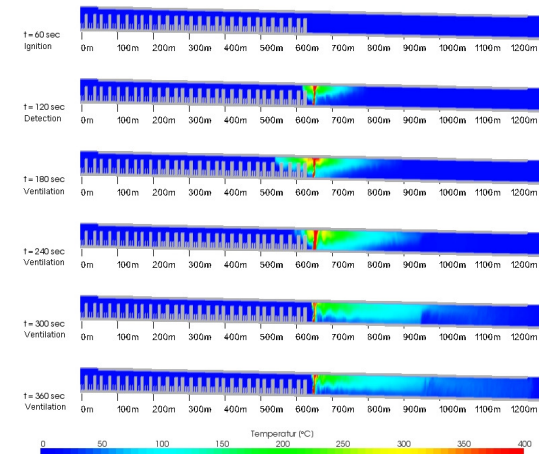 t = 60 sec
Ignition
0m 100m 200m 300m 400m 500m 600m 700m 800m 900m 1000m 1100m 1200m
t = 120 sec
Detection
0m 100m 200m 300m 400m 500m 600m 700m 800m 900m 1000m 1100m 1200m
t = 180 sec
Ventilation
0m 100m 200m 300m 400m 500m 600m 700m 800m 900m 1000m 1100m 1200m
t = 240 sec
Ventilation
0m 100m 200m 300m 400m 500m 600m 700m 800m 900m 1000m 1100m 1200m
t = 300 sec
Ventilation
0m 100m 200m 300m 400m 500m 600m 700m 800m 900m 1000m 1100m 1200m
t = 360 sec
Ventilation
0m 100m 200m 300m 400m 500m 600m 700m 800m 900m 1000m 1100m 1200m
Temperatur (°C)
0 50 100 150 200 250 300 350 400